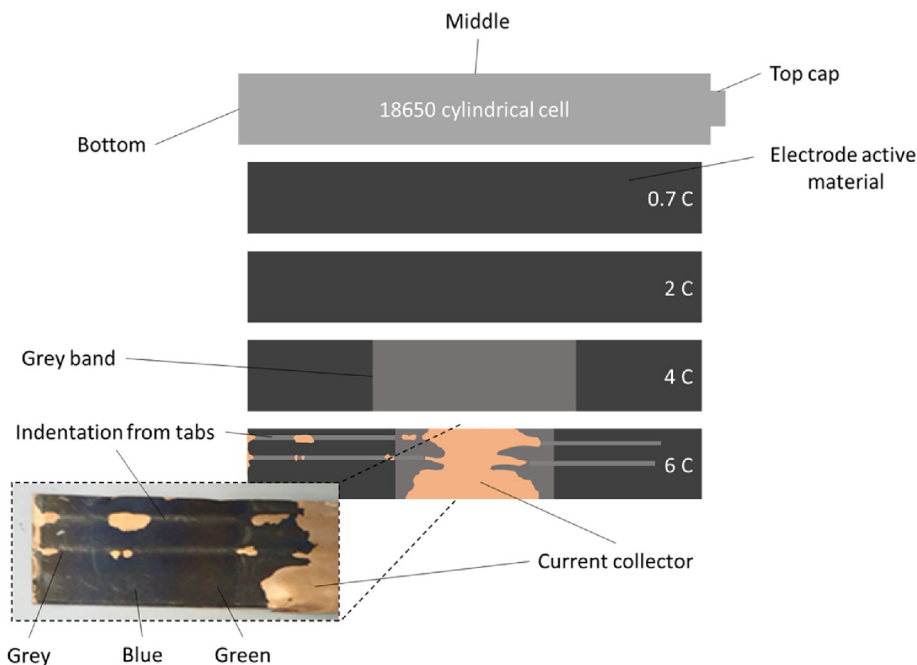 Middle
Top cap
18650 cylindrical cell
Bottom
Electrode active
material
0.7 C
2 C
Grey band
4 C
Indentation from tabs
6 C
Current collector
Grey
Blue
Green